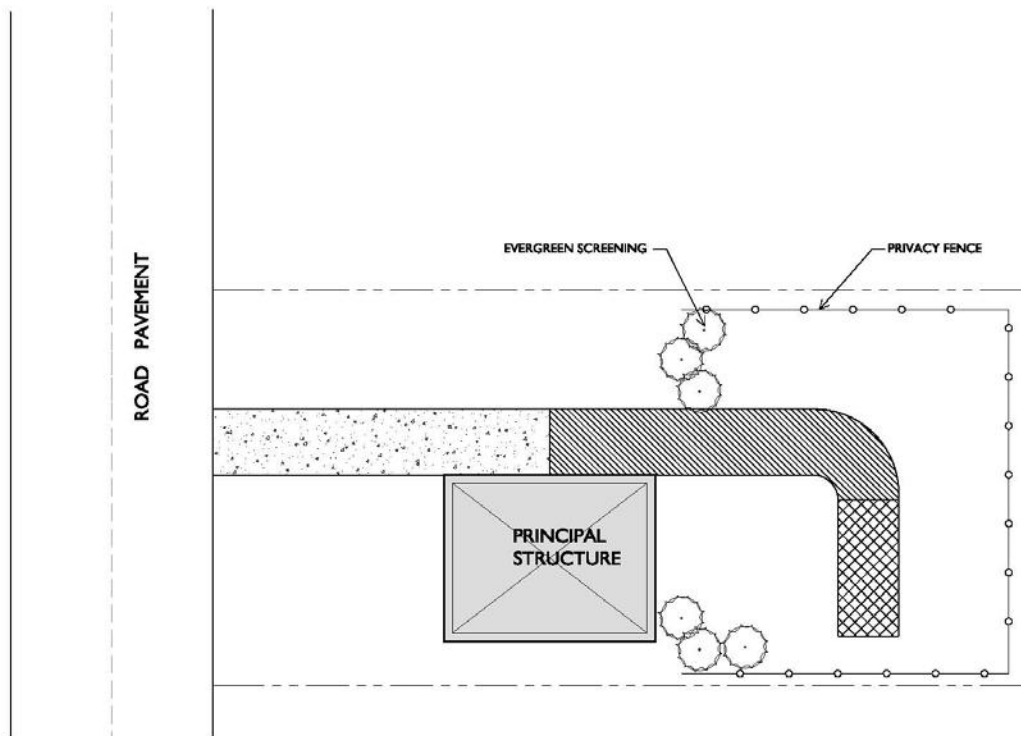 EVERGREEN SCREENING
PRIVACY FENCE
ROAD PAVEMENT
PRINCIPAL
STRUCTURE